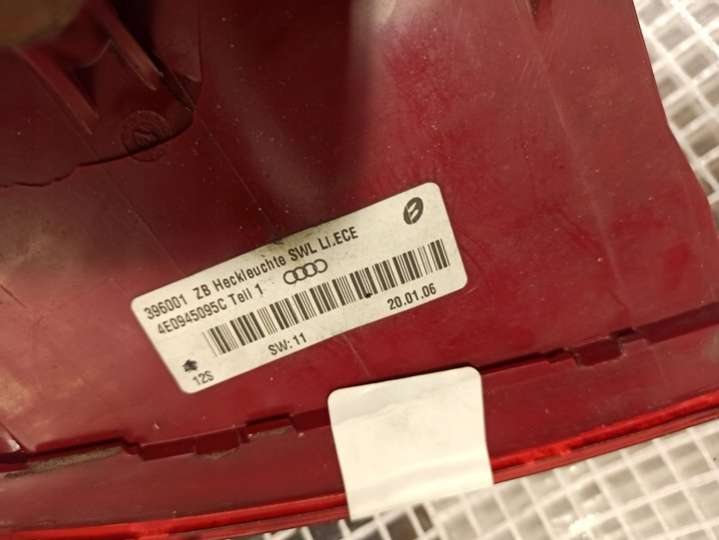 396001 ZB Heckleuchte SWL LI.ECE
4E0945095C Teil 1
20.01.06
SW: 11
12S